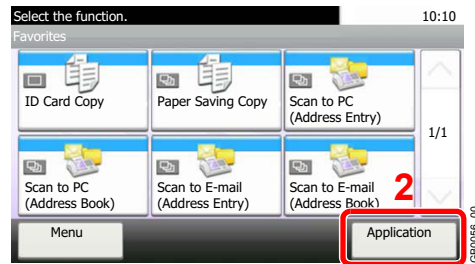 Select the function.
10:10
Favorites
ID Card Copy
Paper Saving Copy
Scan to PC
(Address Entry)
1/1
Scan to PC
(Address Book)
Scan to E-mail
(Address Entry)
Scan to E-mail
(Address Book)
2
Menu
Application
GB0056_00